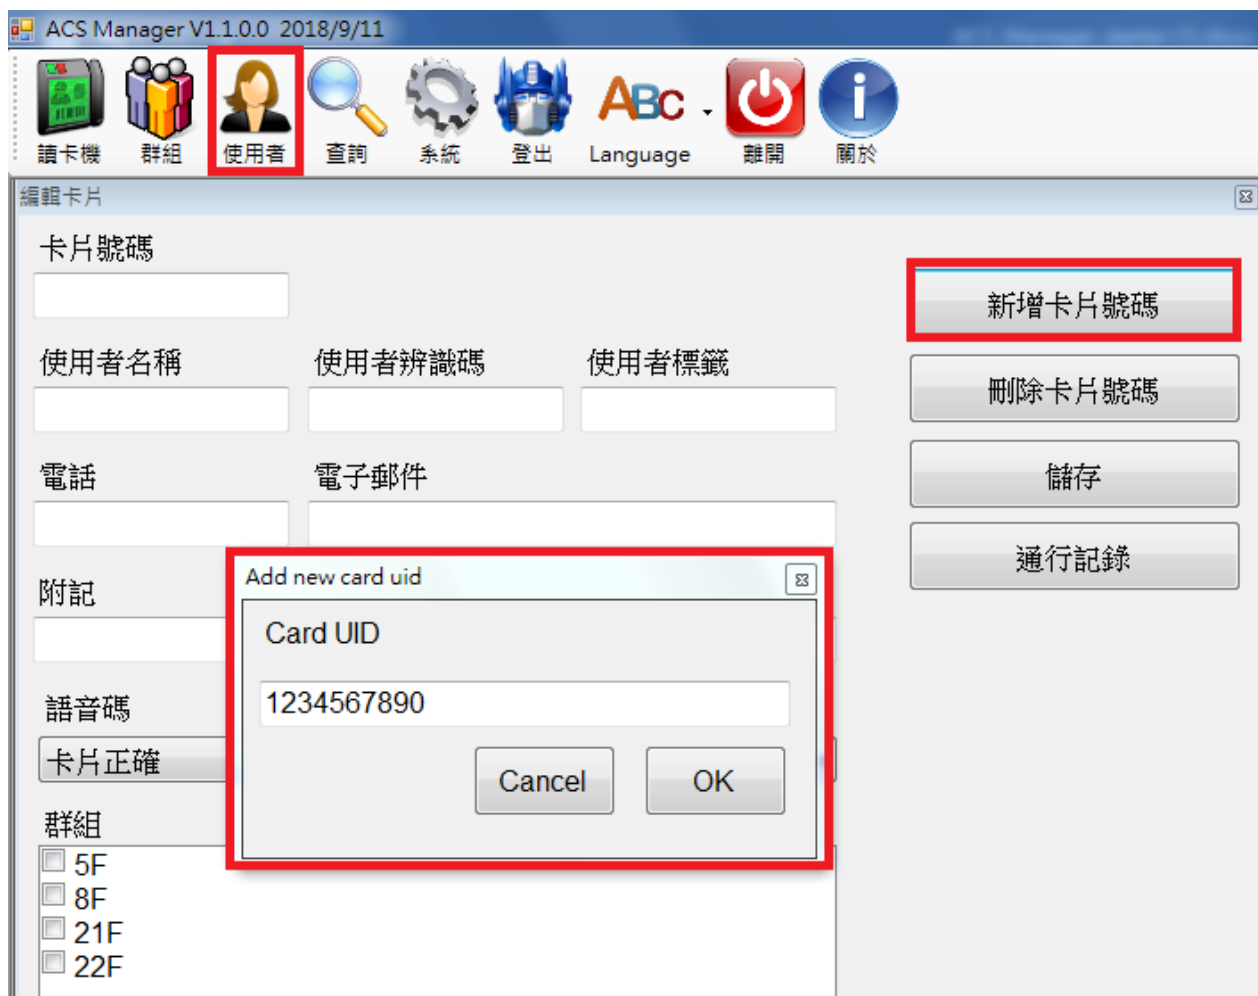 ACS Manager V1.1.0.0 2018/9/11
ABC
讀卡機 群組 使用者 查詢 系統 登出 Language 離開 關於
編輯卡片
卡片號碼
新增卡片號碼
使用者名稱 使用者辨識碼 使用者標籤
刪除卡片號碼
電話 電子郵件
儲存
通行記錄
附記
Add new card uid
Card UID
1234567890
Cancel OK
語音碼
卡片正確
群組
5F
8F
21F
22F